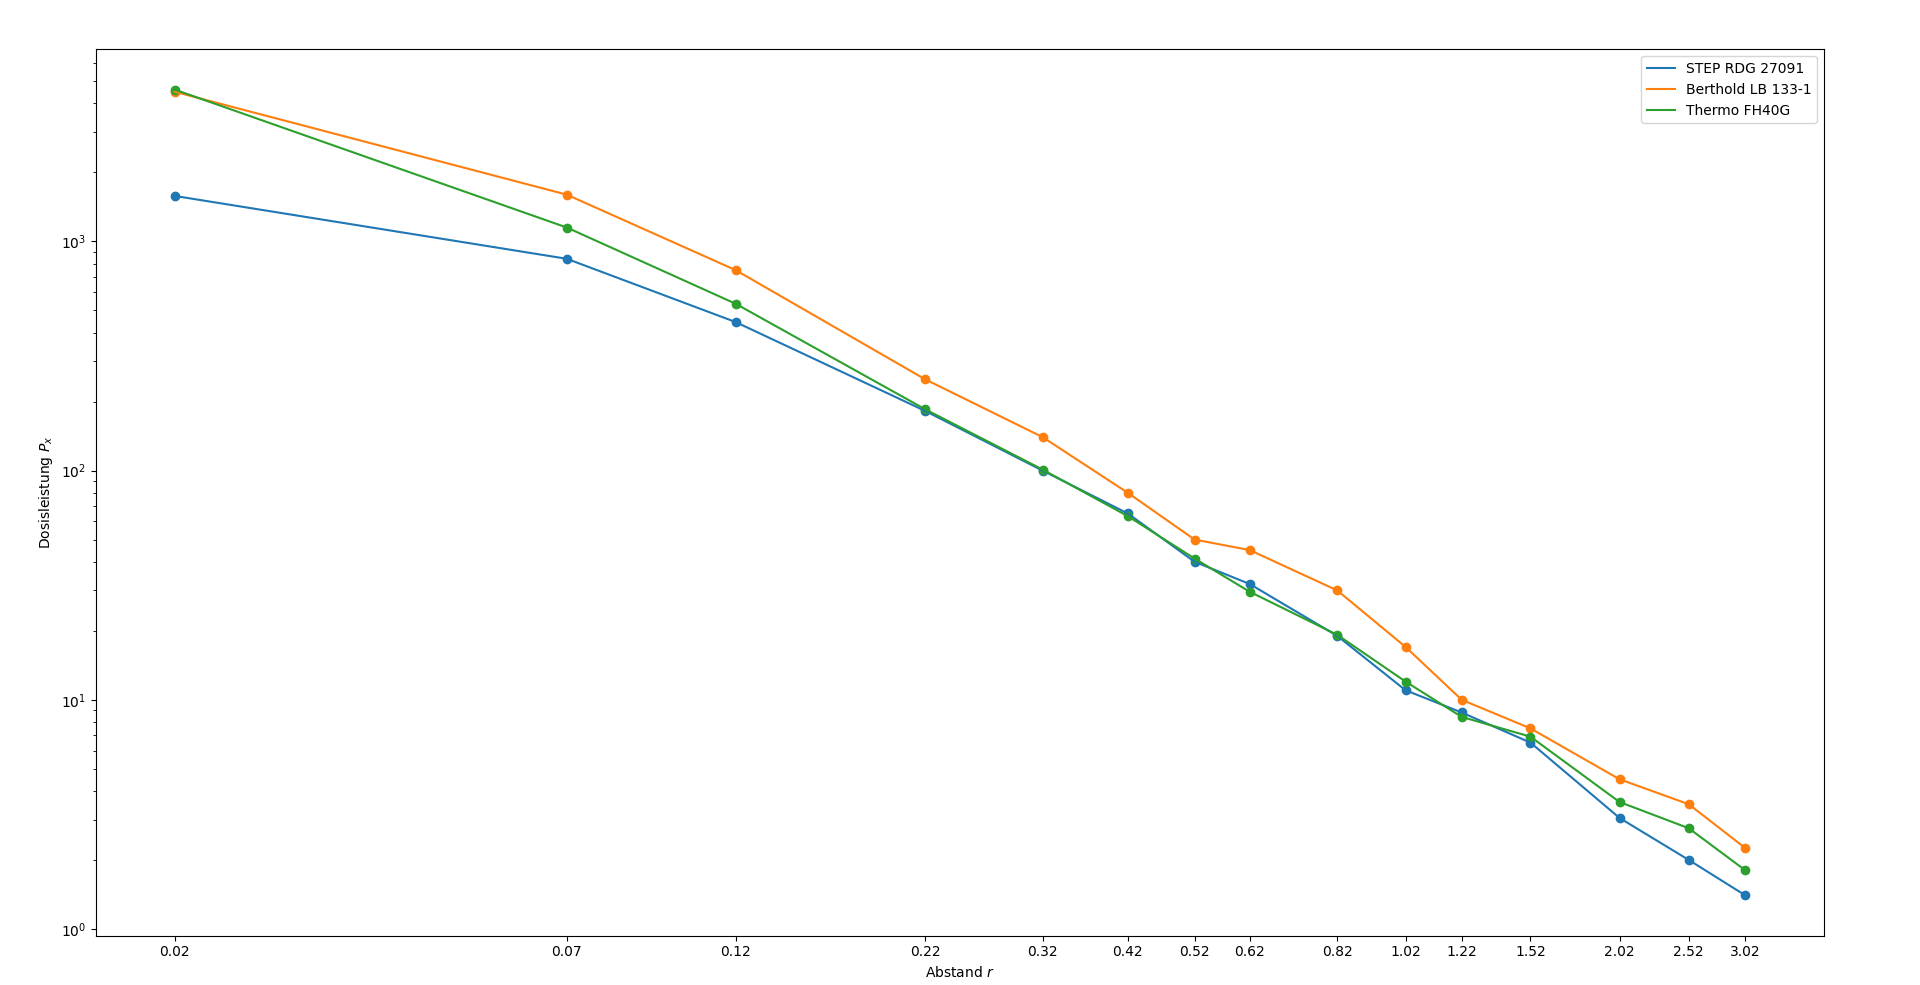 STEP RDG 27091
Berthold LB 133-1
Thermo FH40G
Dosisleistung Pₓ
10³
10²
10¹
10⁰
0.02 0.07 0.12 0.22 0.32 0.42 0.52 0.62 0.82 1.02 1.22 1.52 2.02 2.52 3.02
Abstand r